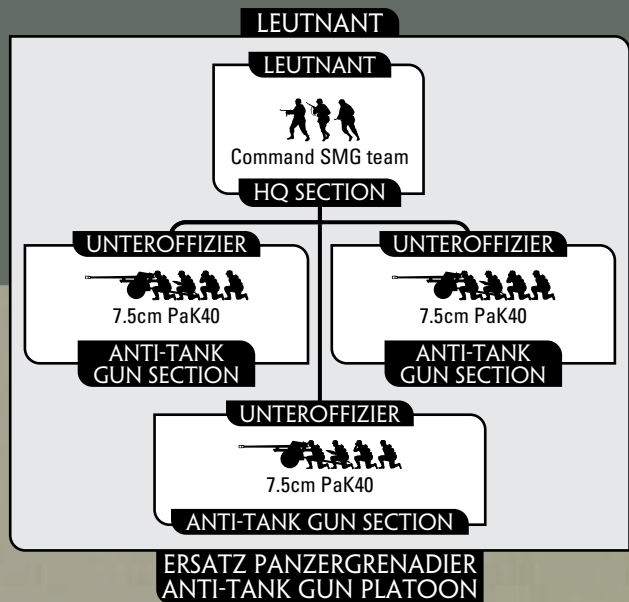 LEUTNANT
LEUTNANT
Command SMG team
HQ SECTION
UNTEROFFIZIER
7.5cm PaK40
ANTI-TANK
GUN SECTION
UNTEROFFIZIER
7.5cm PaK40
ANTI-TANK
GUN SECTION
UNTEROFFIZIER
7.5cm PaK40
ANTI-TANK GUN SECTION
ERSATZ PANZERGRENADIER
ANTI-TANK GUN PLATOON